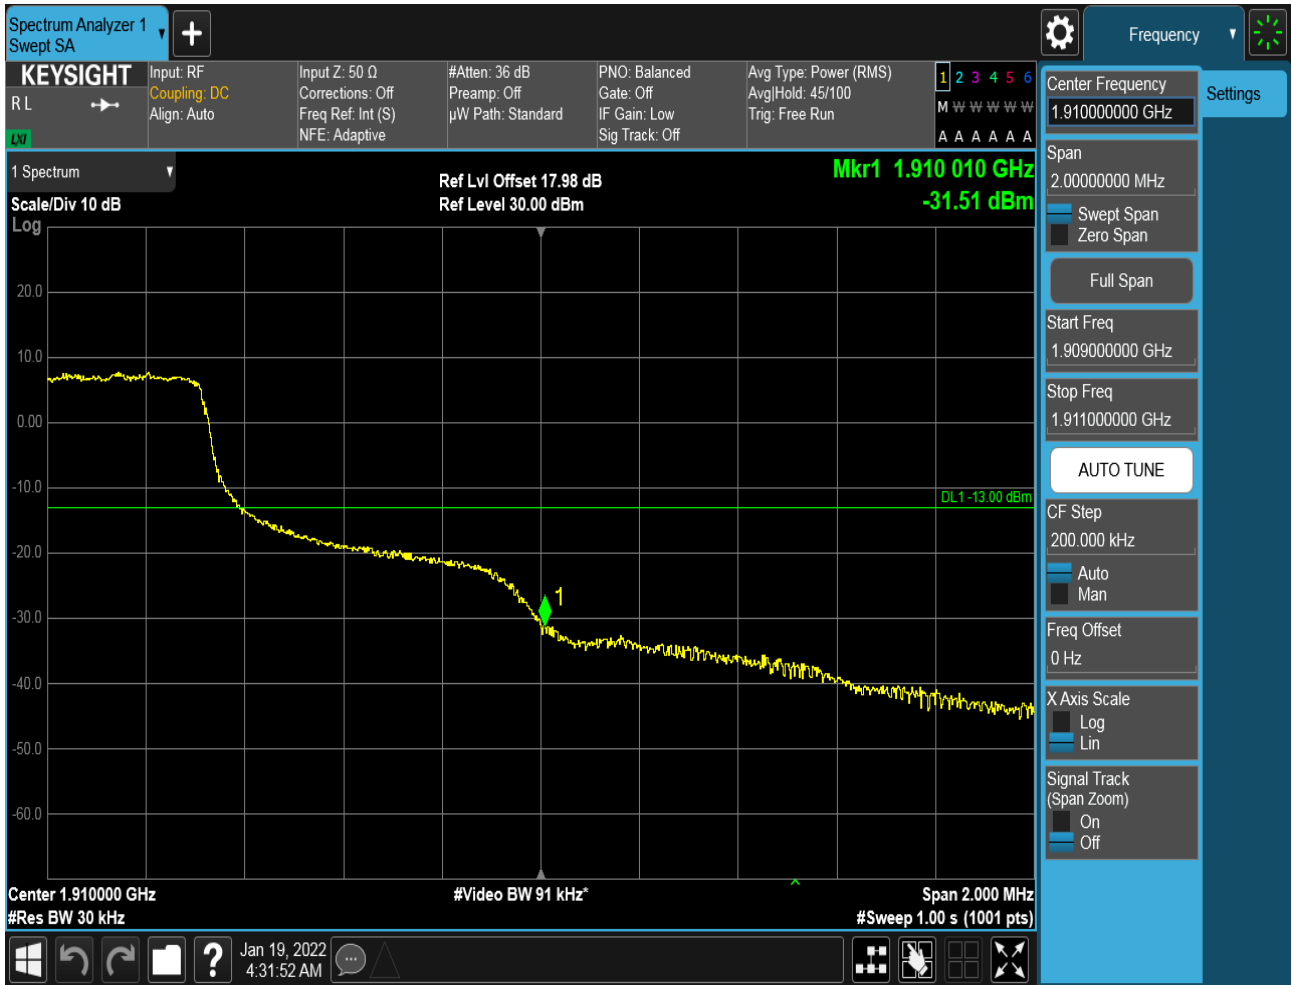 Spectrum Analyzer 1
Swept SA
Frequency
KEYSIGHT
R L
LXI
Input: RF
Coupling: DC
Align: Auto
Input Z: 50 Ω
Corrections: Off
Freq Ref: Int (S)
NFE: Adaptive
#Atten: 36 dB
Preamp: Off
µW Path: Standard
PNO: Balanced
Gate: Off
IF Gain: Low
Sig Track: Off
Avg Type: Power (RMS)
Avg|Hold: 45/100
Trig: Free Run
1 2 3 4 5 6
M W W W W W
A A A A A A
1 Spectrum
Scale/Div 10 dB
Log
Ref Lvl Offset 17.98 dB
Ref Level 30.00 dBm
Mkr1 1.910 010 GHz
-31.51 dBm
20.0
10.0
0.00
-10.0
-20.0
-30.0
-40.0
-50.0
-60.0
DL1 -13.00 dBm
1
Center 1.910000 GHz
#Res BW 30 kHz
#Video BW 91 kHz*
Span 2.000 MHz
#Sweep 1.00 s (1001 pts)
Jan 19, 2022
4:31:52 AM
Center Frequency
1.910000000 GHz
Settings
Span
2.00000000 MHz
Swept Span
Zero Span
Full Span
Start Freq
1.909000000 GHz
Stop Freq
1.911000000 GHz
AUTO TUNE
CF Step
200.000 kHz
Auto
Man
Freq Offset
0 Hz
X Axis Scale
Log
Lin
Signal Track
(Span Zoom)
On
Off